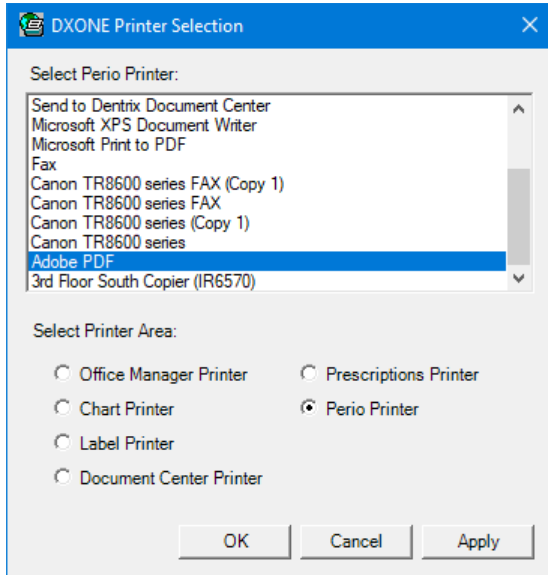 DXONE Printer Selection
Select Perio Printer:
Send to Dentrix Document Center
Microsoft XPS Document Writer
Microsoft Print to PDF
Fax
Canon TR8600 series FAX (Copy 1)
Canon TR8600 series FAX
Canon TR8600 series (Copy 1)
Canon TR8600 series
Adobe PDF
3rd Floor South Copier (IR6570)
Select Printer Area:
Office Manager Printer Prescriptions Printer
Chart Printer Perio Printer
Label Printer
Document Center Printer
OK Cancel Apply